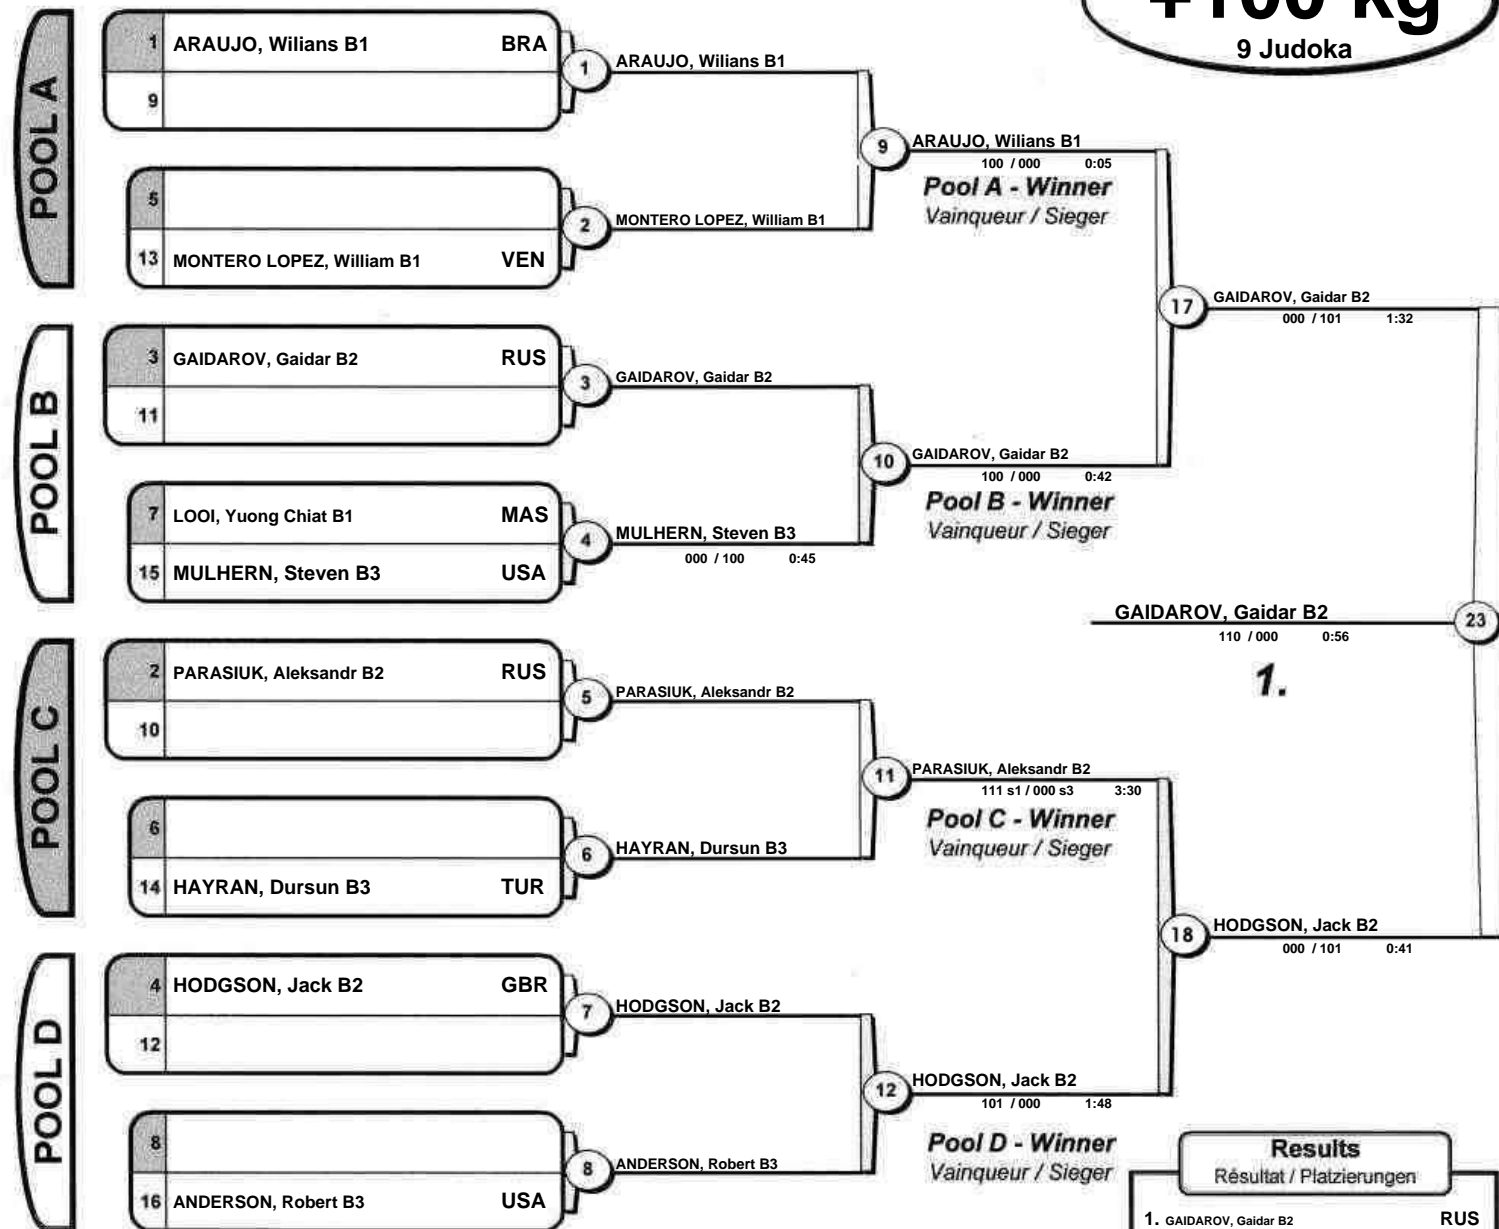 +100 kg
9 Judoka
POOL A
1 ARAUJO, Wilians B1 BRA
9
5
13 MONTERO LOPEZ, William B1 VEN
1 ARAUJO, Wilians B1
2 MONTERO LOPEZ, William B1
9 ARAUJO, Wilians B1
100 / 000 0:05
Pool A - Winner
Vainqueur / Sieger
POOL B
3 GAIDAROV, Gaidar B2 RUS
11
7 LOOI, Yuong Chiat B1 MAS
15 MULHERN, Steven B3 USA
3 GAIDAROV, Gaidar B2
4 MULHERN, Steven B3
000 / 100 0:45
10 GAIDAROV, Gaidar B2
100 / 000 0:42
Pool B - Winner
Vainqueur / Sieger
17 GAIDAROV, Gaidar B2
000 / 101 1:32
GAIDAROV, Gaidar B2 23
110 / 000 0:56
1.
POOL C
2 PARASIUK, Aleksandr B2 RUS
10
6
14 HAYRAN, Dursun B3 TUR
5 PARASIUK, Aleksandr B2
6 HAYRAN, Dursun B3
11 PARASIUK, Aleksandr B2
111 s1 / 000 s3 3:30
Pool C - Winner
Vainqueur / Sieger
18 HODGSON, Jack B2
000 / 101 0:41
POOL D
4 HODGSON, Jack B2 GBR
12
8
16 ANDERSON, Robert B3 USA
7 HODGSON, Jack B2
8 ANDERSON, Robert B3
12 HODGSON, Jack B2
101 / 000 1:48
Pool D - Winner
Vainqueur / Sieger
Results
Résultat / Platzierungen
1. GAIDAROV, Gaidar B2 RUS